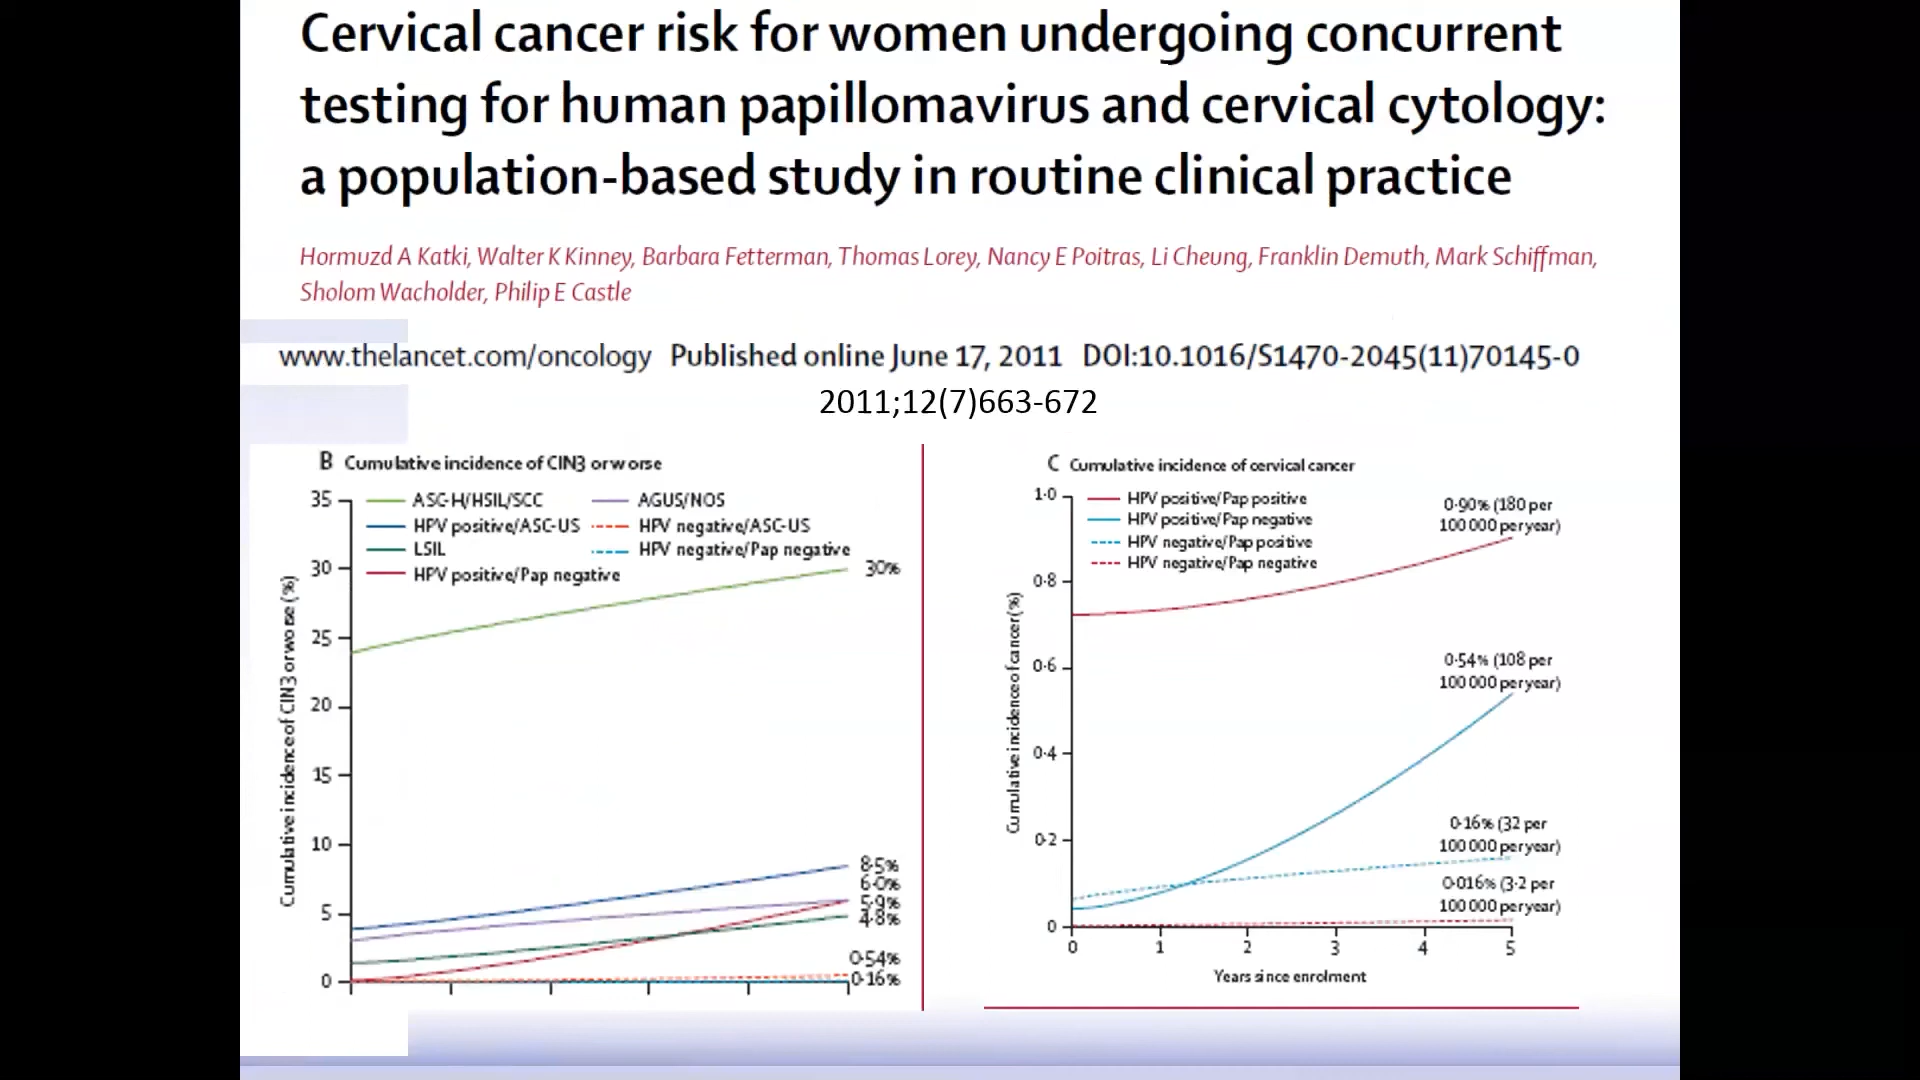 Cervical cancer risk for women undergoing concurrent
testing for human papillomavirus and cervical cytology:
a population-based study in routine clinical practice
Hormuzd A Katki, Walter K Kinney, Barbara Fetterman, Thomas Lorey, Nancy E Poitras, Li Cheung, Franklin Demuth, Mark Schiffman,
Sholom Wacholder, Philip E Castle
www.thelancet.com/oncology Published online June 17, 2011 DOI:10.1016/S1470-2045(11)70145-0
2011;12(7)663-672
B Cumulative incidence of CIN3 or worse
ASC-H/HSIL/SCC
HPV positive/ASC-US
LSIL
HPV positive/Pap negative
AGUS/NOS
HPV negative/ASC-US
HPV negative/Pap negative
Cumulative incidence of CIN3 or worse (%)
35
30
25
20
15
10
5
0
30%
8·5%
6·0%
5·9%
4·8%
0·54%
0·16%
C Cumulative incidence of cervical cancer
HPV positive/Pap positive
HPV positive/Pap negative
HPV negative/Pap positive
HPV negative/Pap negative
Cumulative incidence of cancer (%)
1·0
0·8
0·6
0·4
0·2
0
0·90% (180 per
100 000 per year)
0·54% (108 per
100 000 per year)
0·16% (32 per
100 000 per year)
0·016% (3·2 per
100 000 per year)
0 1 2 3 4 5
Years since enrolment